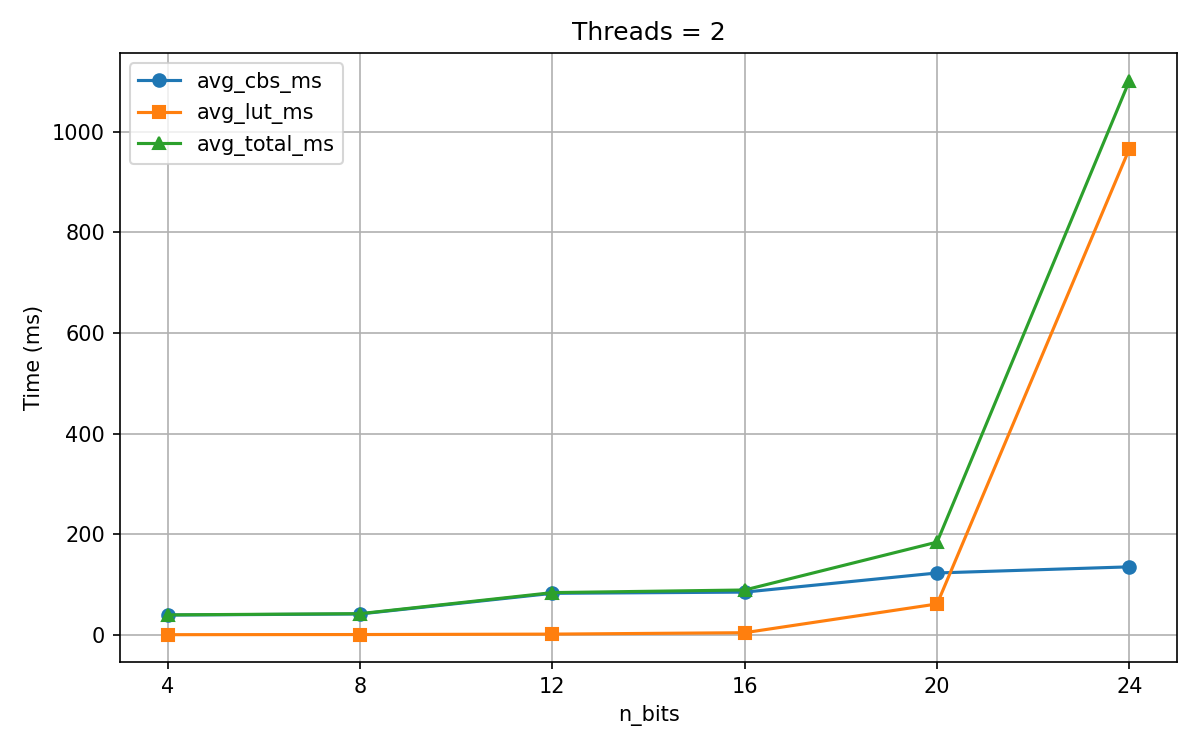 Threads = 2
avg_cbs_ms
avg_lut_ms
avg_total_ms
1000
800
600
400
200
0
Time (ms)
4 8 12 16 20 24
n_bits